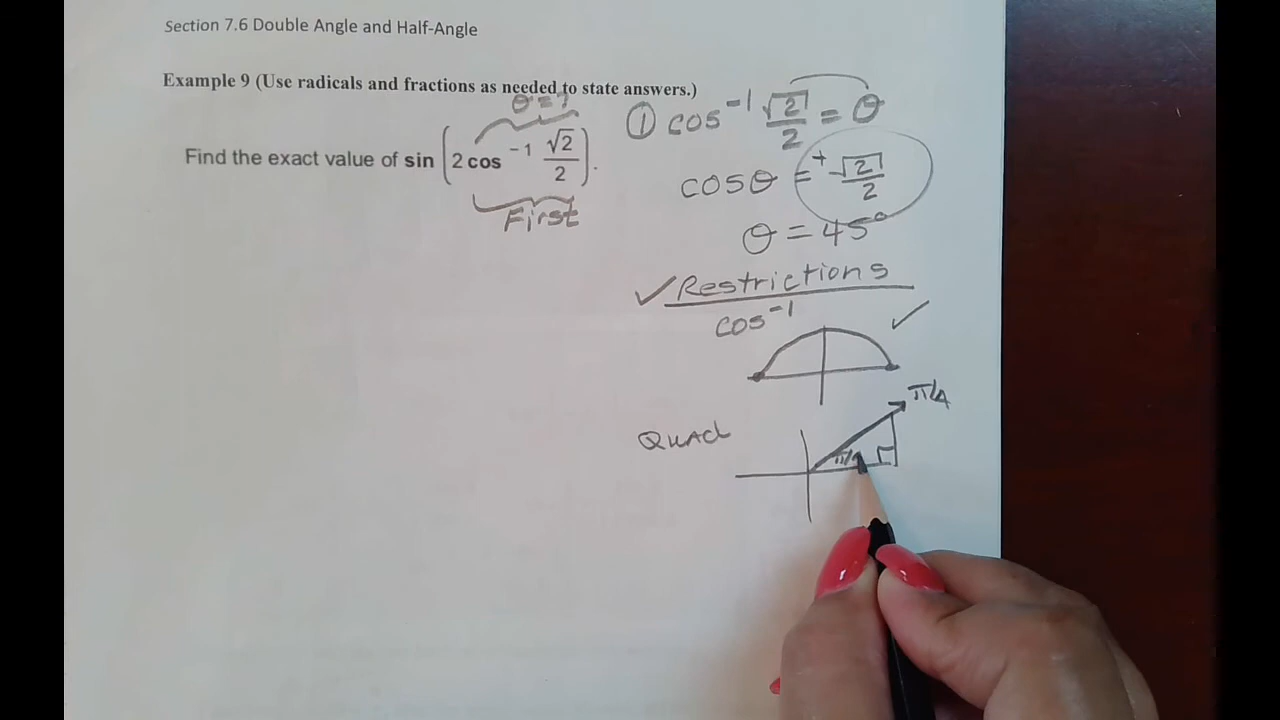 Section 7.6 Double Angle and Half-Angle
Example 9 (Use radicals and fractions as needed to state answers.)
θ = ?
Find the exact value of sin (2 cos⁻¹ √2/2).
First
① cos⁻¹ √2/2 = θ
cosθ = +√2/2
θ = 45°
✓ Restrictions
cos⁻¹ ✓
π/4
Quad
π/4